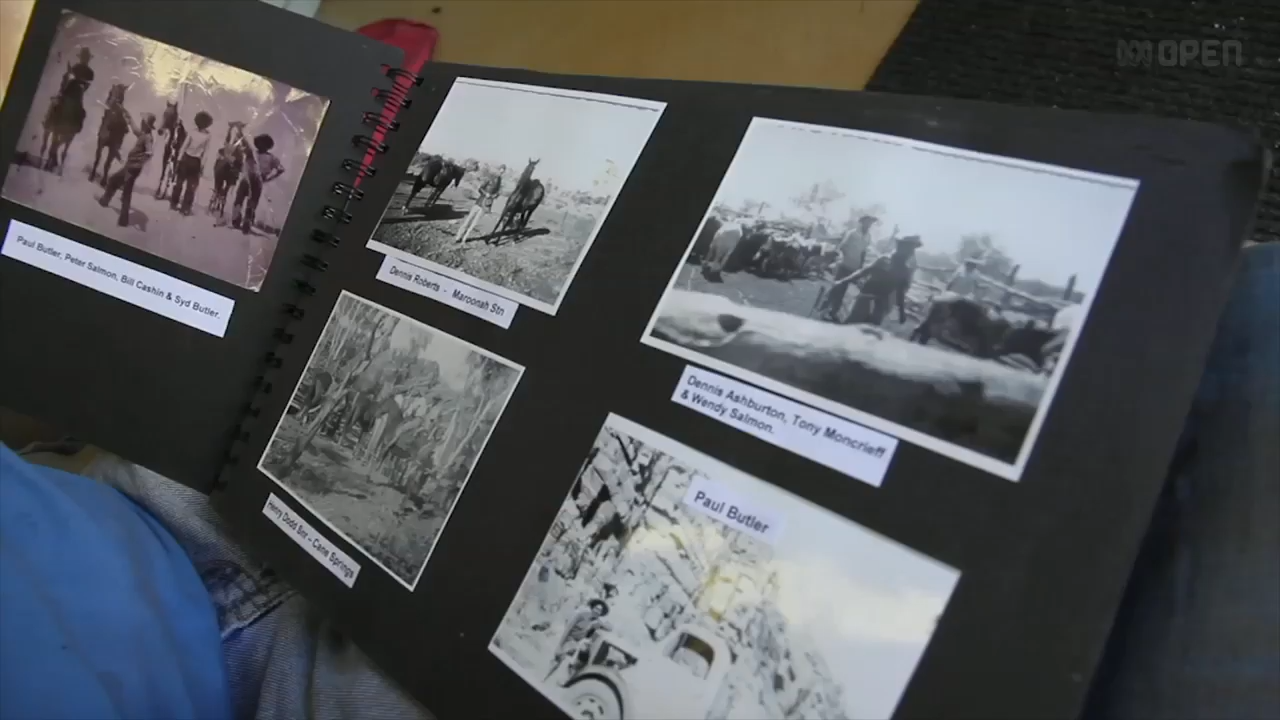 OPEN
Paul Butler, Peter Salmon, Bill Cashin & Syd Butler.
Dennis Roberts - Maroonah Stn
Dennis Ashburton, Tony Moncrieff
& Wendy Salmon.
Henry Dodd Snr - Cane Springs
Paul Butler